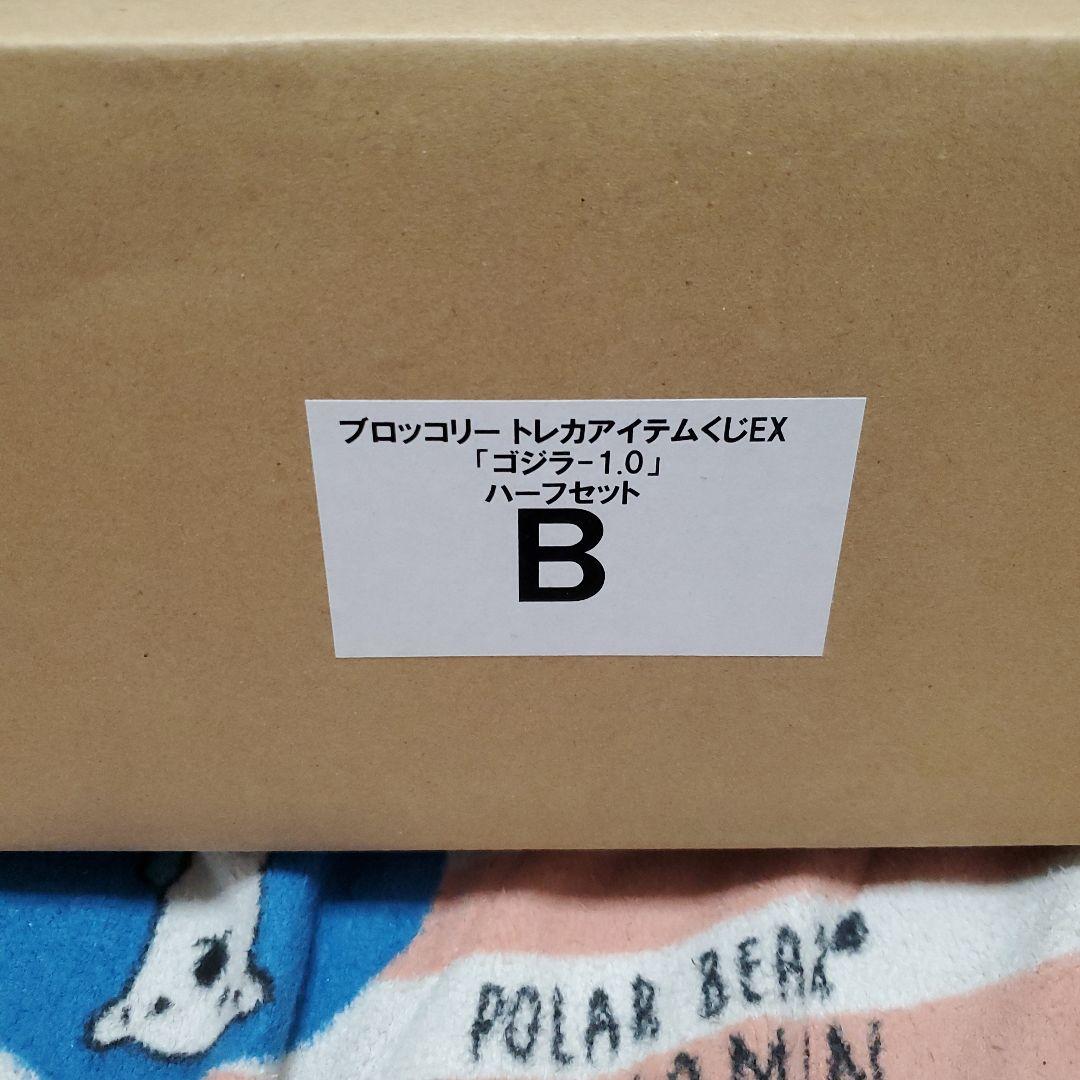 ブロッコリー トレカアイテムくじEX
「ゴジラ-1.0」
ハーフセット
B
POLAR BEAR